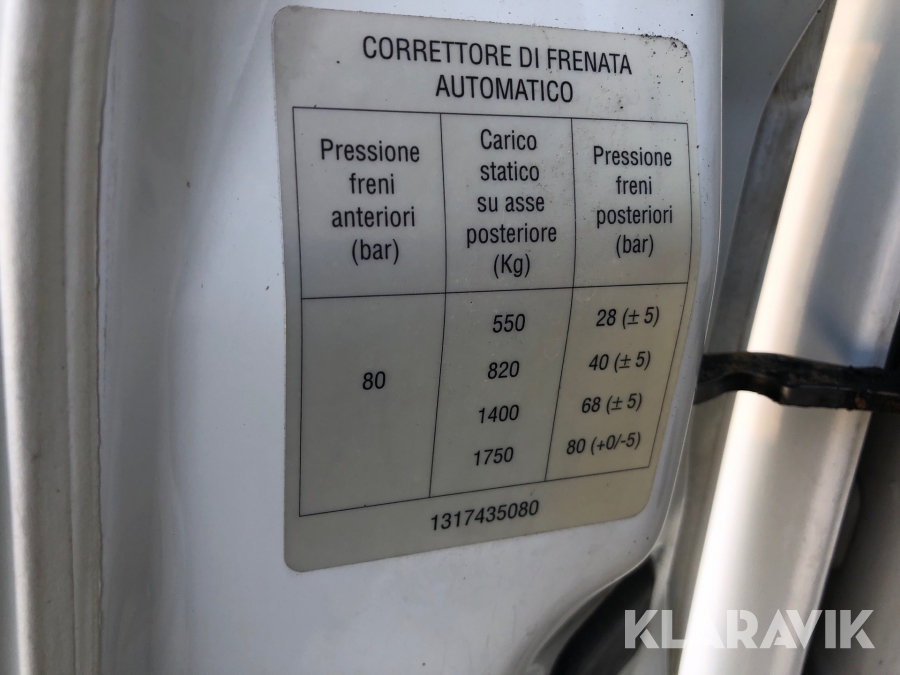 CORRETTORE DI FRENATA
AUTOMATICO
Pressione
freni
anteriori
(bar)
Carico
statico
su asse
posteriore
(Kg)
Pressione
freni
posteriori
(bar)
80
550
28 (± 5)
820
40 (± 5)
1400
68 (± 5)
1750
80 (+0/-5)
1317435080
KLARAVIK